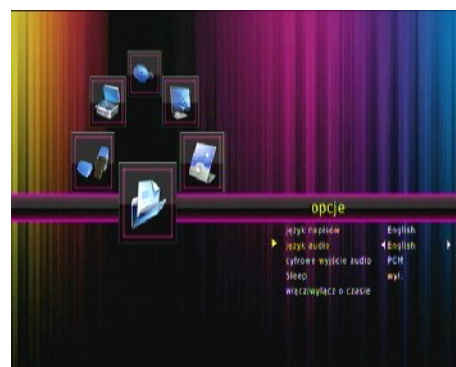 opcje
język napisów English
język audio English
cyfrowe wyjście audio PCM
Sleep wył.
włącz/wyłącz o czasie